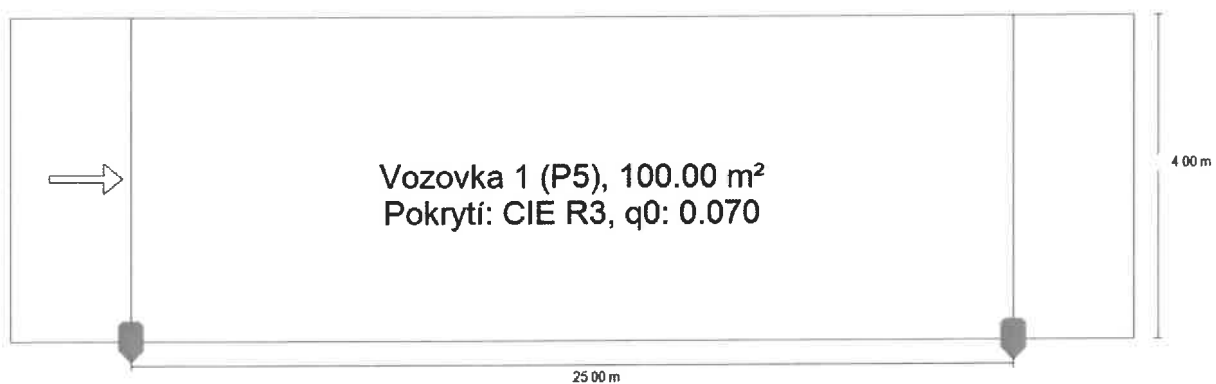 Vozovka 1 (P5), 100.00 m²
Pokrytí: CIE R3, q0: 0.070
4 00 m
25 00 m